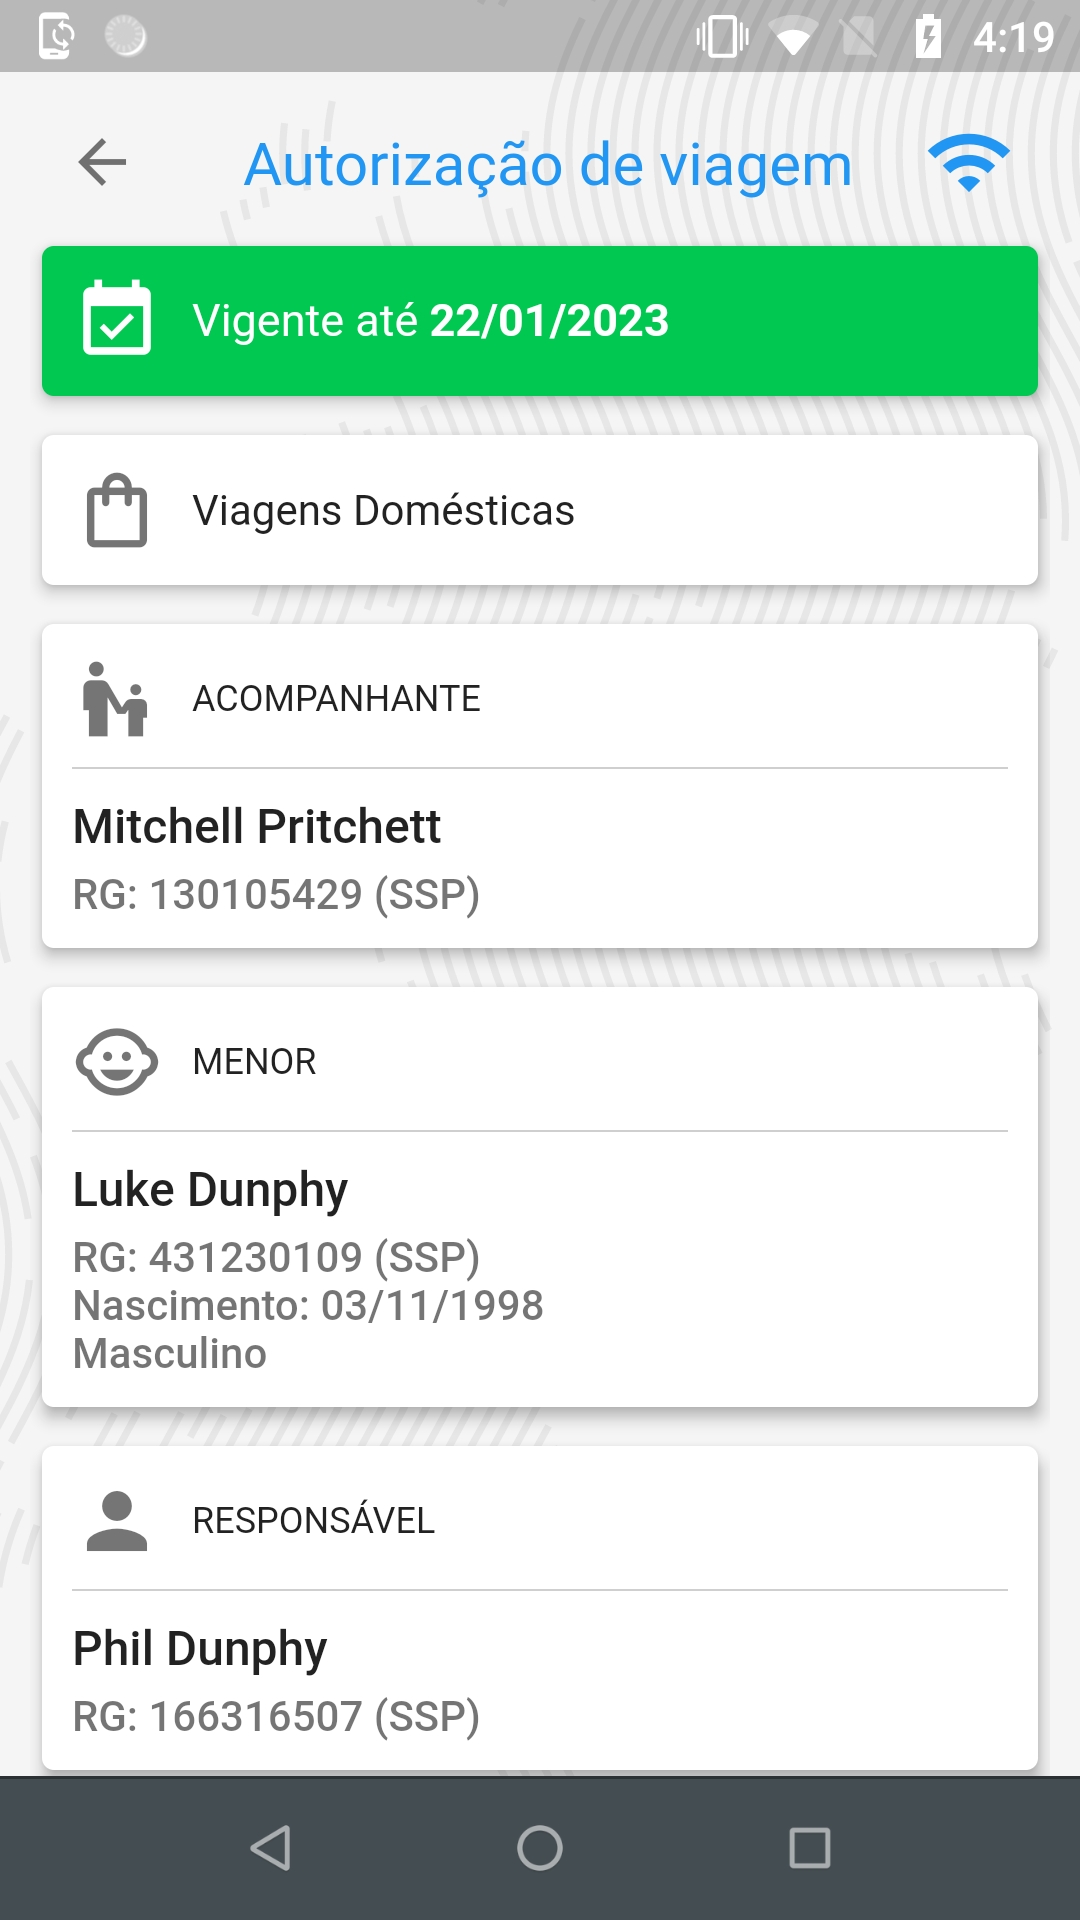 4:19
Autorização de viagem
Vigente até 22/01/2023
Viagens Domésticas
ACOMPANHANTE
Mitchell Pritchett
RG: 130105429 (SSP)
MENOR
Luke Dunphy
RG: 431230109 (SSP)
Nascimento: 03/11/1998
Masculino
RESPONSÁVEL
Phil Dunphy
RG: 166316507 (SSP)